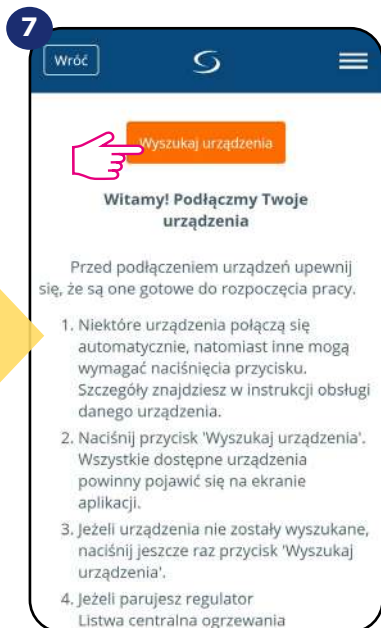 7
Wróć
Wyszukaj urządzenia
Witamy! Podłączmy Twoje
urządzenia
Przed podłączeniem urządzeń upewnij
się, że są one gotowe do rozpoczęcia pracy.
1. Niektóre urządzenia połączą się
automatycznie, natomiast inne mogą
wymagać naciśnięcia przycisku.
Szczegóły znajdziesz w instrukcji obsługi
danego urządzenia.
2. Naciśnij przycisk 'Wyszukaj urządzenia'.
Wszystkie dostępne urządzenia
powinny pojawić się na ekranie
aplikacji.
3. Jeżeli urządzenia nie zostały wyszukane,
naciśnij jeszcze raz przycisk 'Wyszukaj
urządzenia'.
4. Jeżeli parujesz regulator
Listwa centralna ogrzewania